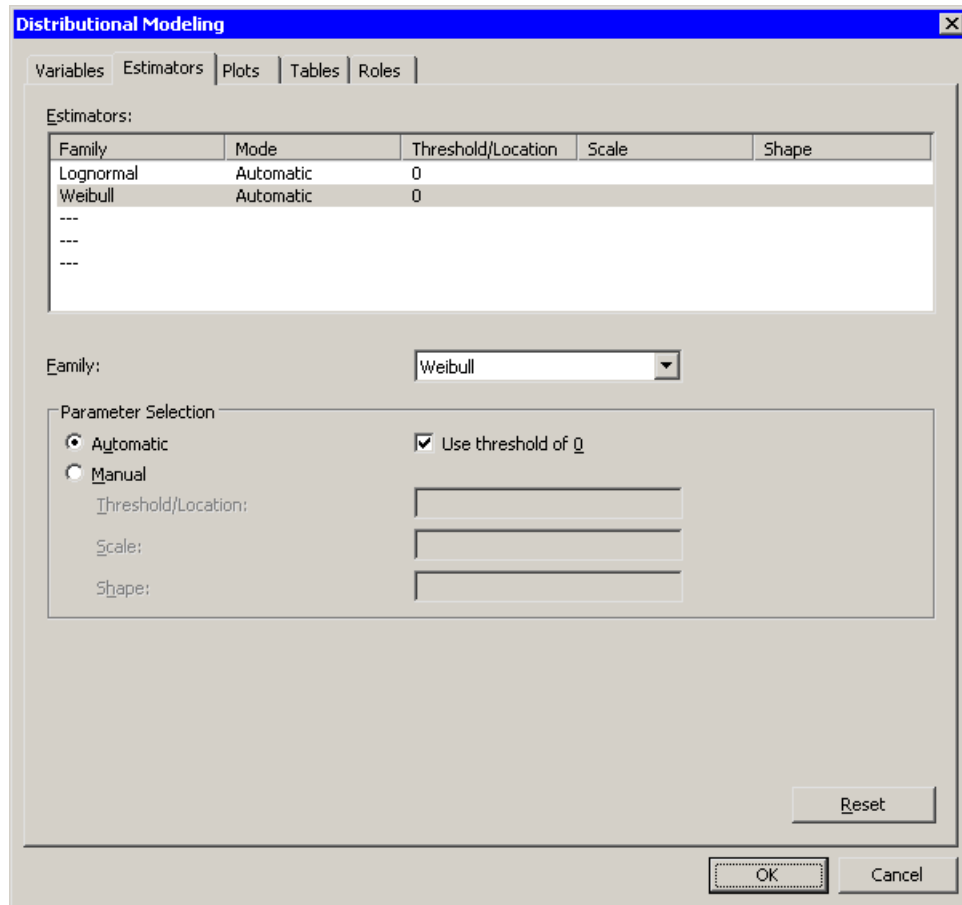 Distributional Modeling
Variables Estimators Plots Tables Roles
Estimators:
Family Mode Threshold/Location Scale Shape
Lognormal Automatic 0
Weibull Automatic 0
---
---
---
Family: Weibull
Parameter Selection
Automatic Use threshold of 0
Manual
Threshold/Location:
Scale:
Shape:
Reset
OK Cancel